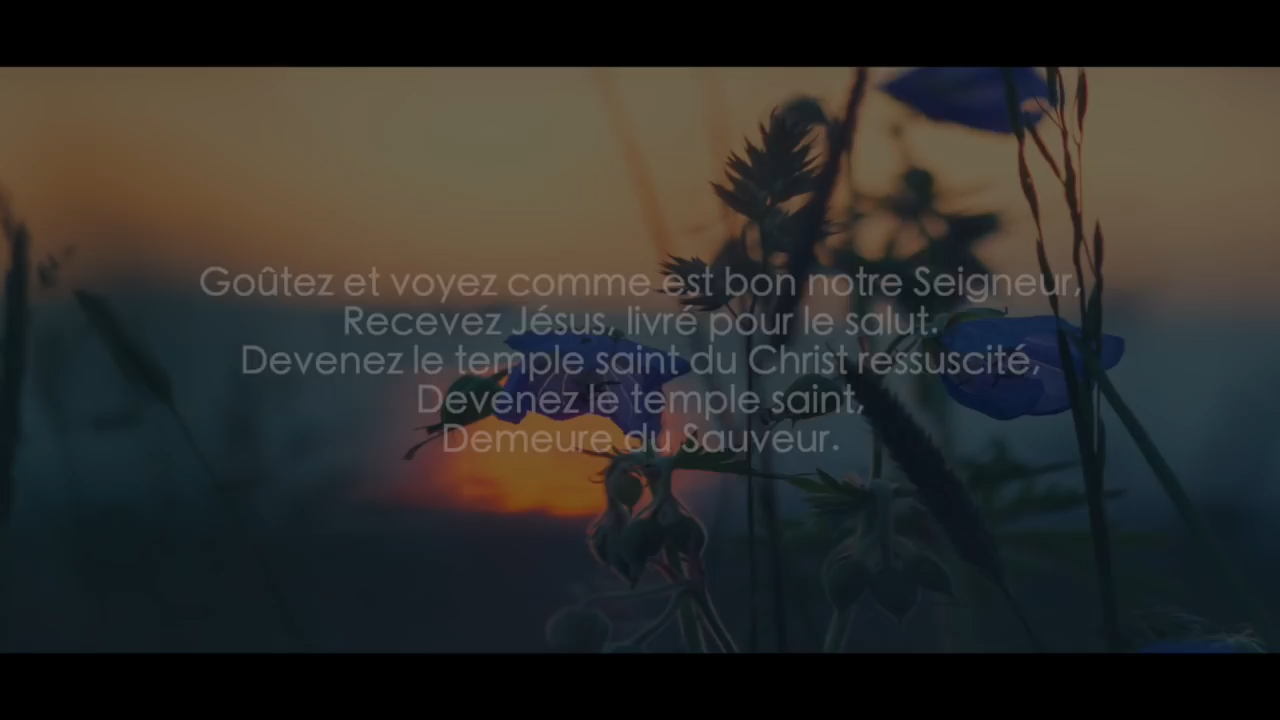 Goûtez et voyez comme est bon notre Seigneur,
Recevez Jésus, livré pour le salut.
Devenez le temple saint du Christ ressuscité,
Devenez le temple saint,
Demeure du Sauveur.